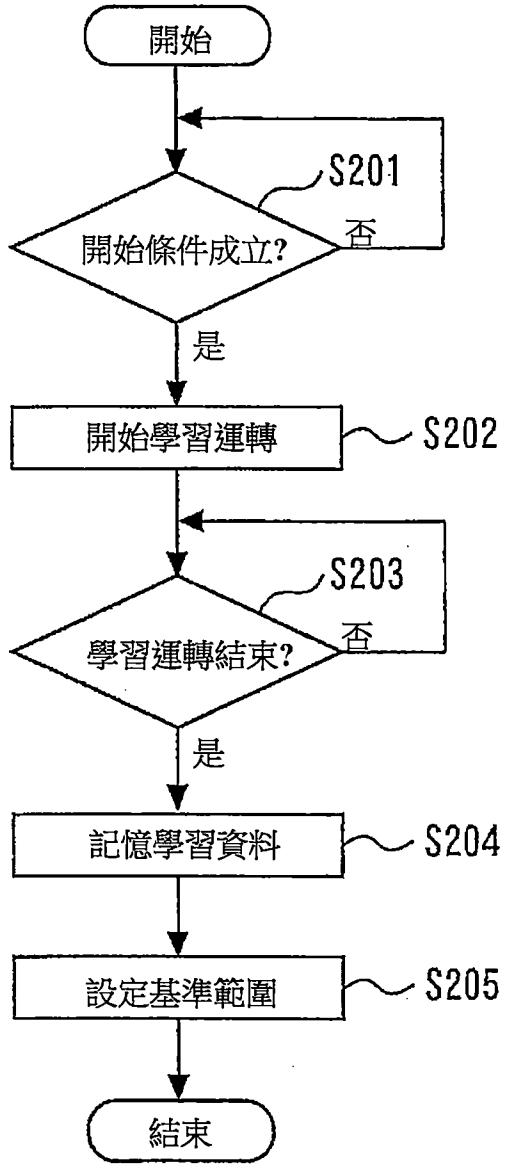 開始
S201
開始條件成立?
否
是
開始學習運轉
S202
S203
學習運轉結束?
否
是
記憶學習資料
S204
設定基準範圍
S205
結束